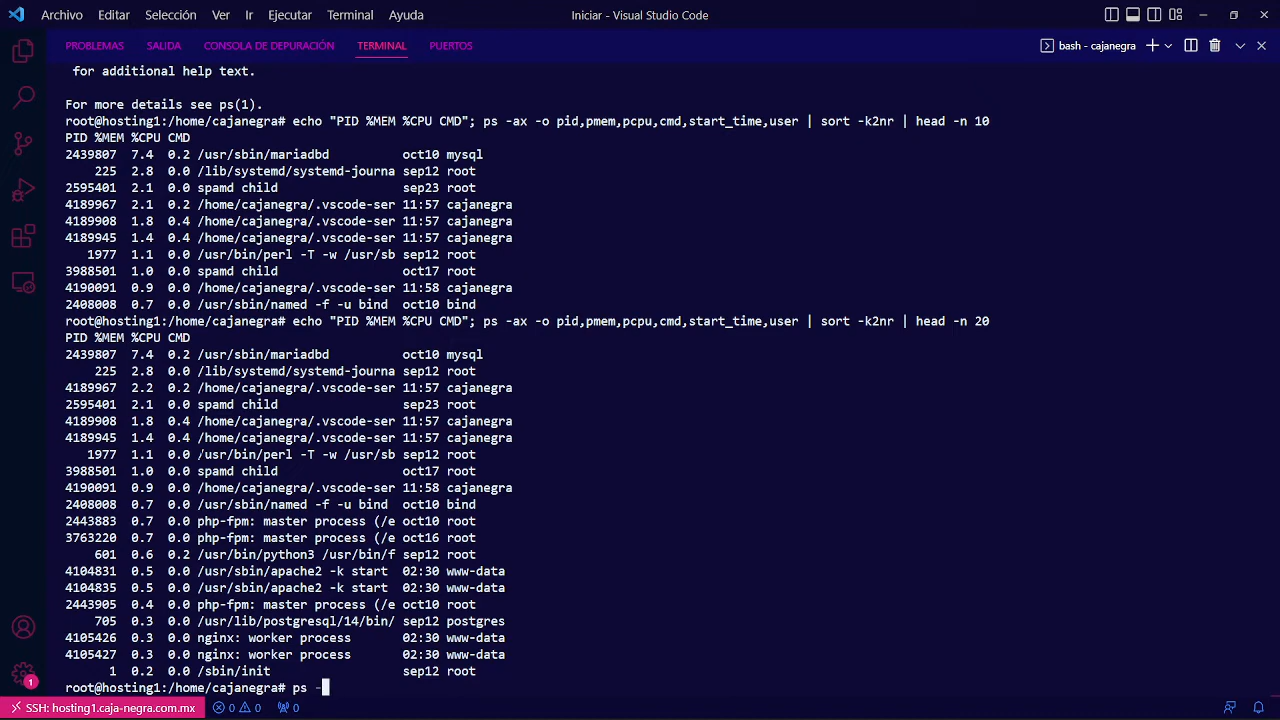 Archivo Editar Selección Ver Ir Ejecutar Terminal Ayuda Iniciar - Visual Studio Code
PROBLEMAS SALIDA CONSOLA DE DEPURACIÓN TERMINAL PUERTOS bash - cajanegra
for additional help text.
For more details see ps(1).
root@hosting1:/home/cajanegra# echo "PID %MEM %CPU CMD"; ps -ax -o pid,pmem,pcpu,cmd,start_time,user | sort -k2nr | head -n 10
PID %MEM %CPU CMD
2439807 7.4 0.2 /usr/sbin/mariadbd oct10 mysql
225 2.8 0.0 /lib/systemd/systemd-journa sep12 root
2595401 2.1 0.0 spamd child sep23 root
4189967 2.1 0.2 /home/cajanegra/.vscode-ser 11:57 cajanegra
4189908 1.8 0.4 /home/cajanegra/.vscode-ser 11:57 cajanegra
4189945 1.4 0.4 /home/cajanegra/.vscode-ser 11:57 cajanegra
1977 1.1 0.0 /usr/bin/perl -T -w /usr/sb sep12 root
3988501 1.0 0.0 spamd child oct17 root
4190091 0.9 0.0 /home/cajanegra/.vscode-ser 11:58 cajanegra
2408008 0.7 0.0 /usr/sbin/named -f -u bind oct10 bind
root@hosting1:/home/cajanegra# echo "PID %MEM %CPU CMD"; ps -ax -o pid,pmem,pcpu,cmd,start_time,user | sort -k2nr | head -n 20
PID %MEM %CPU CMD
2439807 7.4 0.2 /usr/sbin/mariadbd oct10 mysql
225 2.8 0.0 /lib/systemd/systemd-journa sep12 root
4189967 2.2 0.2 /home/cajanegra/.vscode-ser 11:57 cajanegra
2595401 2.1 0.0 spamd child sep23 root
4189908 1.8 0.4 /home/cajanegra/.vscode-ser 11:57 cajanegra
4189945 1.4 0.4 /home/cajanegra/.vscode-ser 11:57 cajanegra
1977 1.1 0.0 /usr/bin/perl -T -w /usr/sb sep12 root
3988501 1.0 0.0 spamd child oct17 root
4190091 0.9 0.0 /home/cajanegra/.vscode-ser 11:58 cajanegra
2408008 0.7 0.0 /usr/sbin/named -f -u bind oct10 bind
2443883 0.7 0.0 php-fpm: master process (/e oct10 root
3763220 0.7 0.0 php-fpm: master process (/e oct16 root
601 0.6 0.2 /usr/bin/python3 /usr/bin/f sep12 root
4104831 0.5 0.0 /usr/sbin/apache2 -k start 02:30 www-data
4104835 0.5 0.0 /usr/sbin/apache2 -k start 02:30 www-data
2443905 0.4 0.0 php-fpm: master process (/e oct10 root
705 0.3 0.0 /usr/lib/postgresql/14/bin/ sep12 postgres
4105426 0.3 0.0 nginx: worker process 02:30 www-data
4105427 0.3 0.0 nginx: worker process 02:30 www-data
1 0.2 0.0 /sbin/init sep12 root
root@hosting1:/home/cajanegra# ps -
1
SSH: hosting1.caja-negra.com.mx 0 0 0